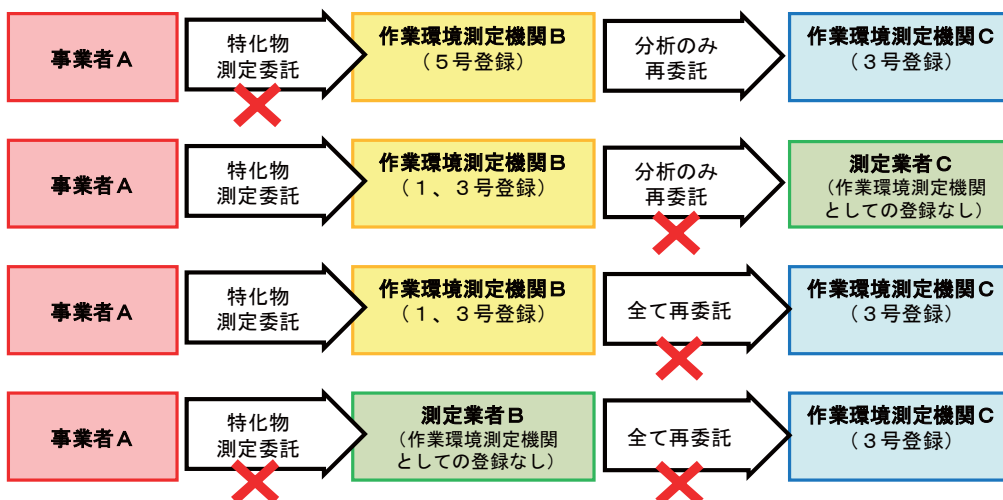 事業者A
特化物
測定委託
作業環境測定機関B
（５号登録）
分析のみ
再委託
作業環境測定機関C
（３号登録）
事業者A
特化物
測定委託
作業環境測定機関B
（１、３号登録）
分析のみ
再委託
測定業者C
（作業環境測定機関
としての登録なし）
事業者A
特化物
測定委託
作業環境測定機関B
（１、３号登録）
全て再委託
作業環境測定機関C
（３号登録）
事業者A
特化物
測定委託
測定業者B
（作業環境測定機関
としての登録なし）
全て再委託
作業環境測定機関C
（３号登録）